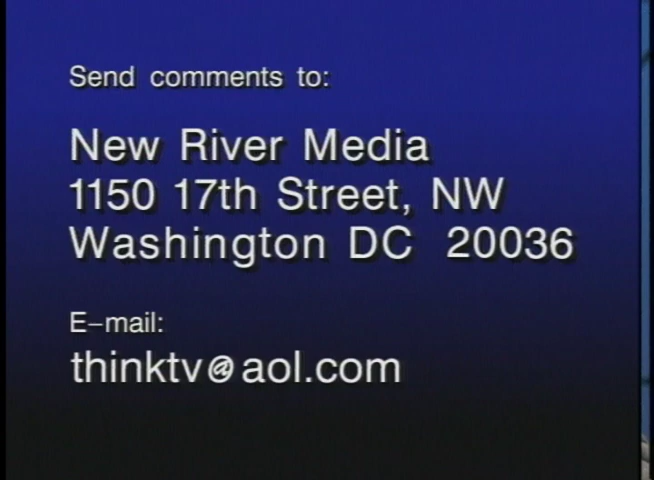 Send comments to:
New River Media
1150 17th Street, NW
Washington DC 20036
E-mail:
thinktv@aol.com